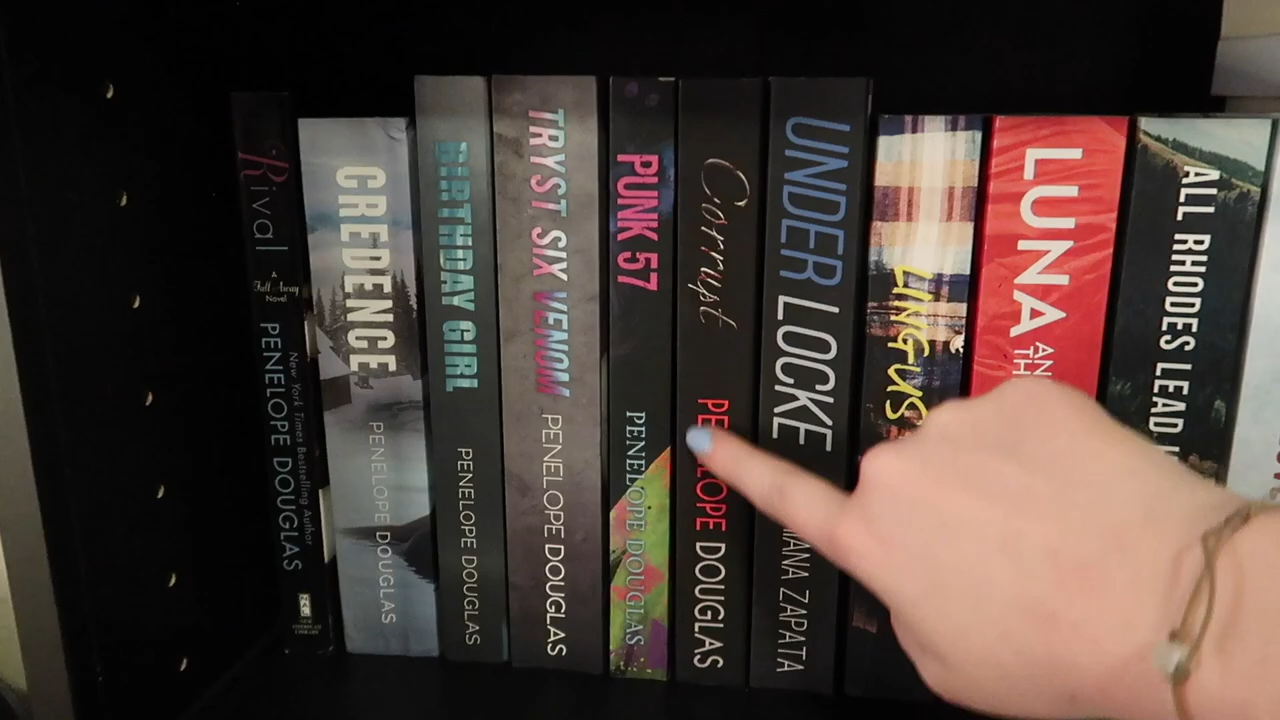 Rival
A
Fall Away
Novel
New York Times Bestselling Author
PENELOPE DOUGLAS
CREDENCE
PENELOPE DOUGLAS
BIRTHDAY GIRL
PENELOPE DOUGLAS
TRYST SIX VENOM
PENELOPE DOUGLAS
PUNK 57
PENELOPE DOUGLAS
Corrupt
PENELOPE DOUGLAS
UNDER LOCKE
ZAPATA
LINGUS
LUNA
ALL RHODES LEAD